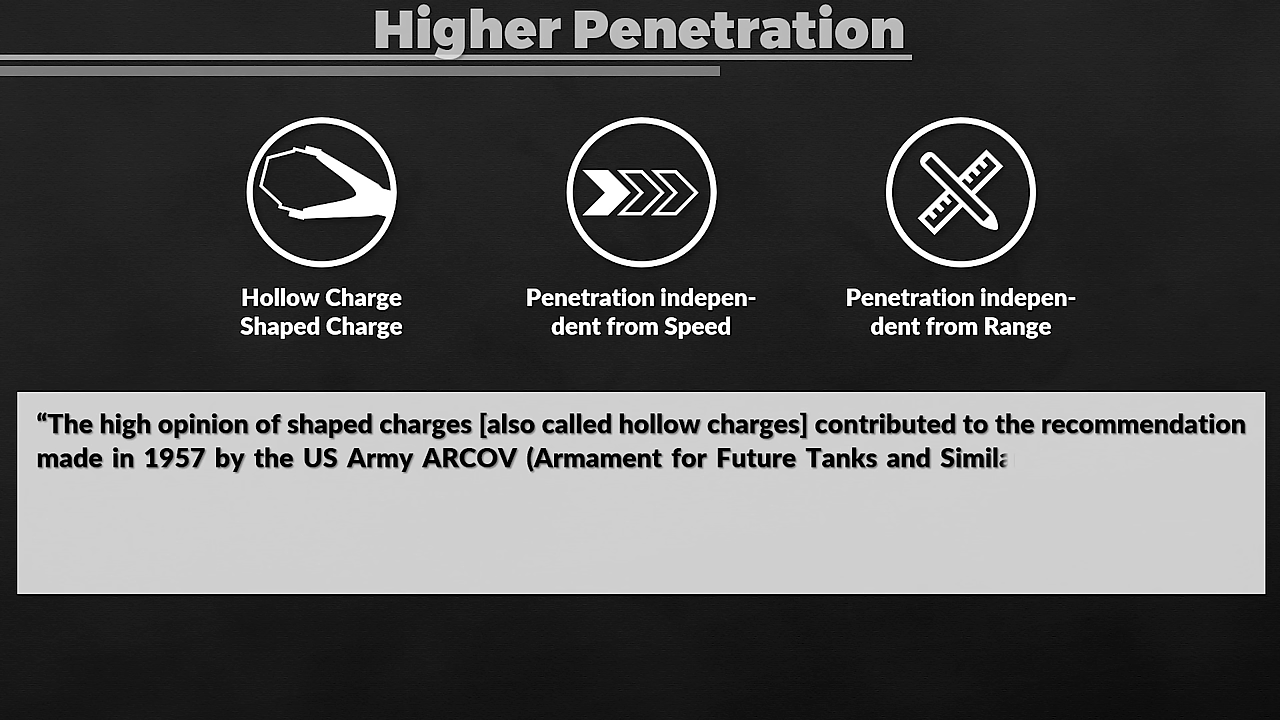 Higher Penetration
Hollow Charge
Shaped Charge
Penetration indepen-
dent from Speed
Penetration indepen-
dent from Range
“The high opinion of shaped charges [also called hollow charges] contributed to the recommendation
made in 1957 by the US Army ARCOV (Armament for Future Tanks and Simila